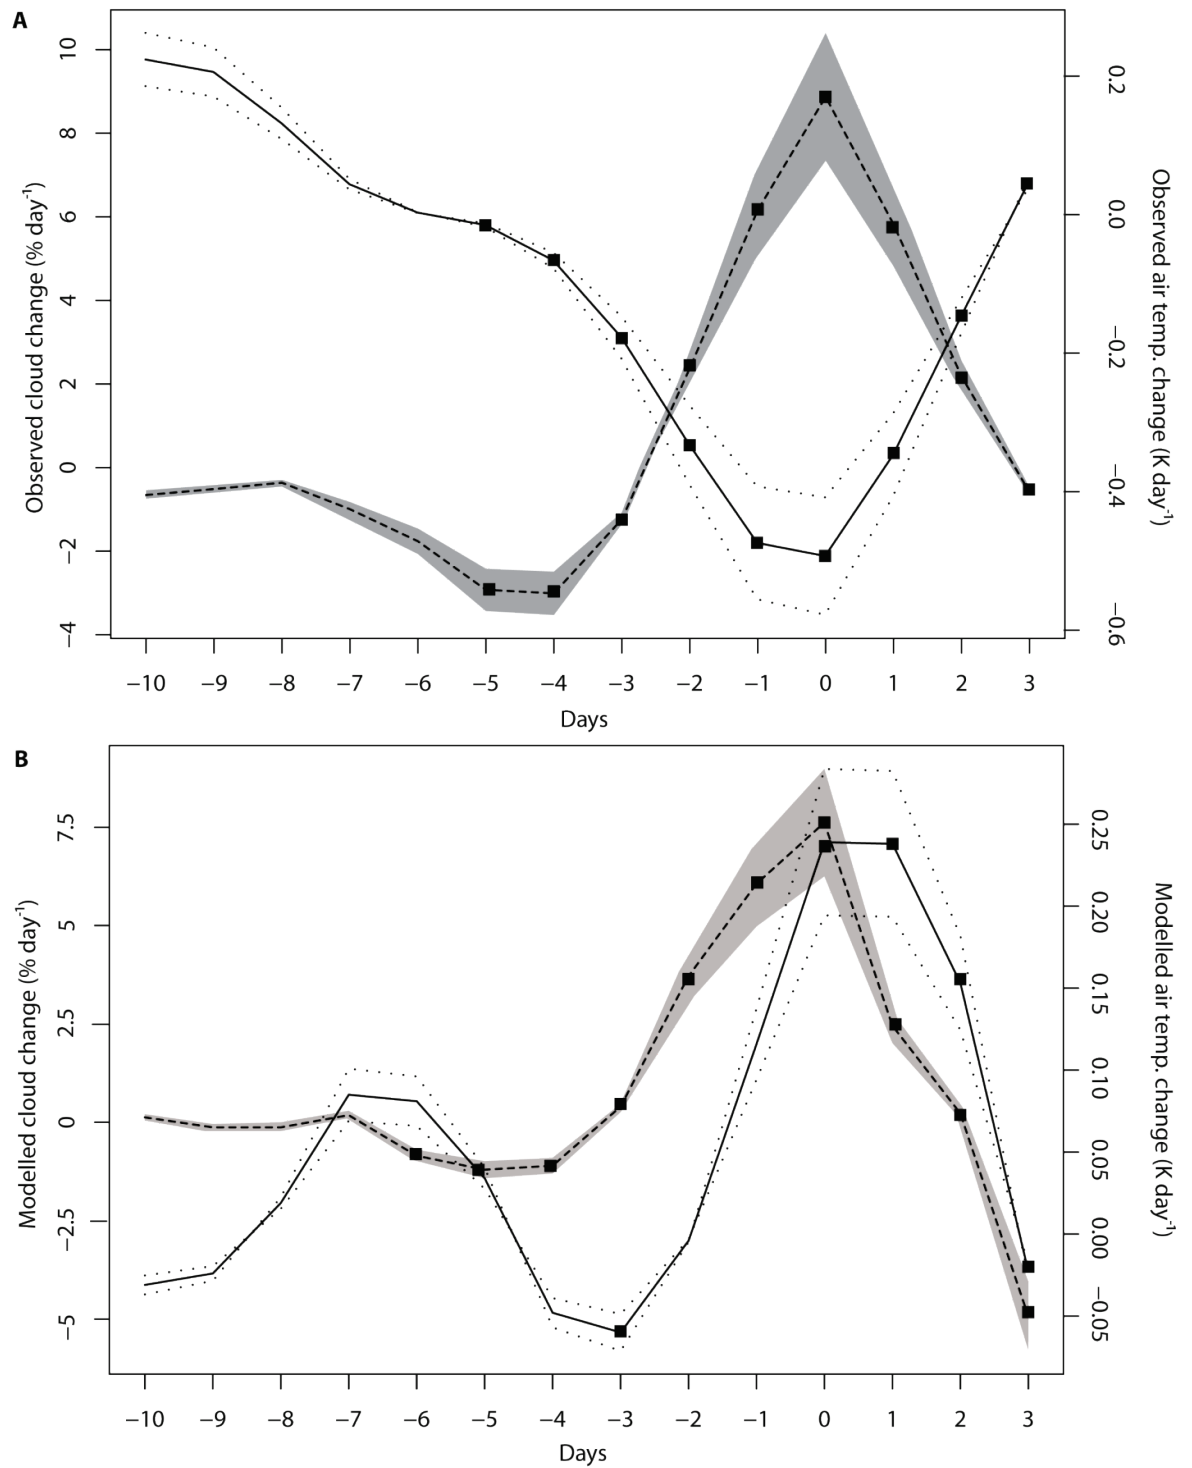 A
Observed cloud change (% day⁻¹)
10
8
6
4
2
0
−2
−4
0.2
0.0
−0.2
−0.4
−0.6
Observed air temp. change (K day⁻¹)
−10 −9 −8 −7 −6 −5 −4 −3 −2 −1 0 1 2 3
Days
B
Modelled cloud change (% day⁻¹)
7.5
5
2.5
0
−2.5
−5
0.25
0.20
0.15
0.10
0.05
0.00
−0.05
Modelled air temp. change (K day⁻¹)
−10 −9 −8 −7 −6 −5 −4 −3 −2 −1 0 1 2 3
Days